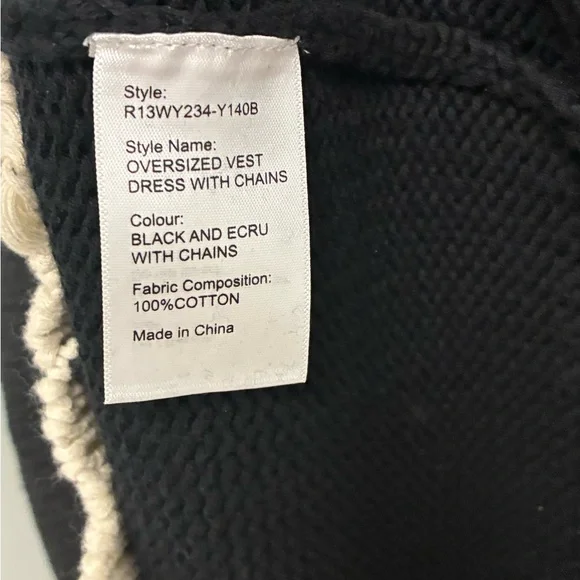 Style:
R13WY234-Y140B
Style Name:
OVERSIZED VEST
DRESS WITH CHAINS
Colour:
BLACK AND ECRU
WITH CHAINS
Fabric Composition:
100%COTTON
Made in China